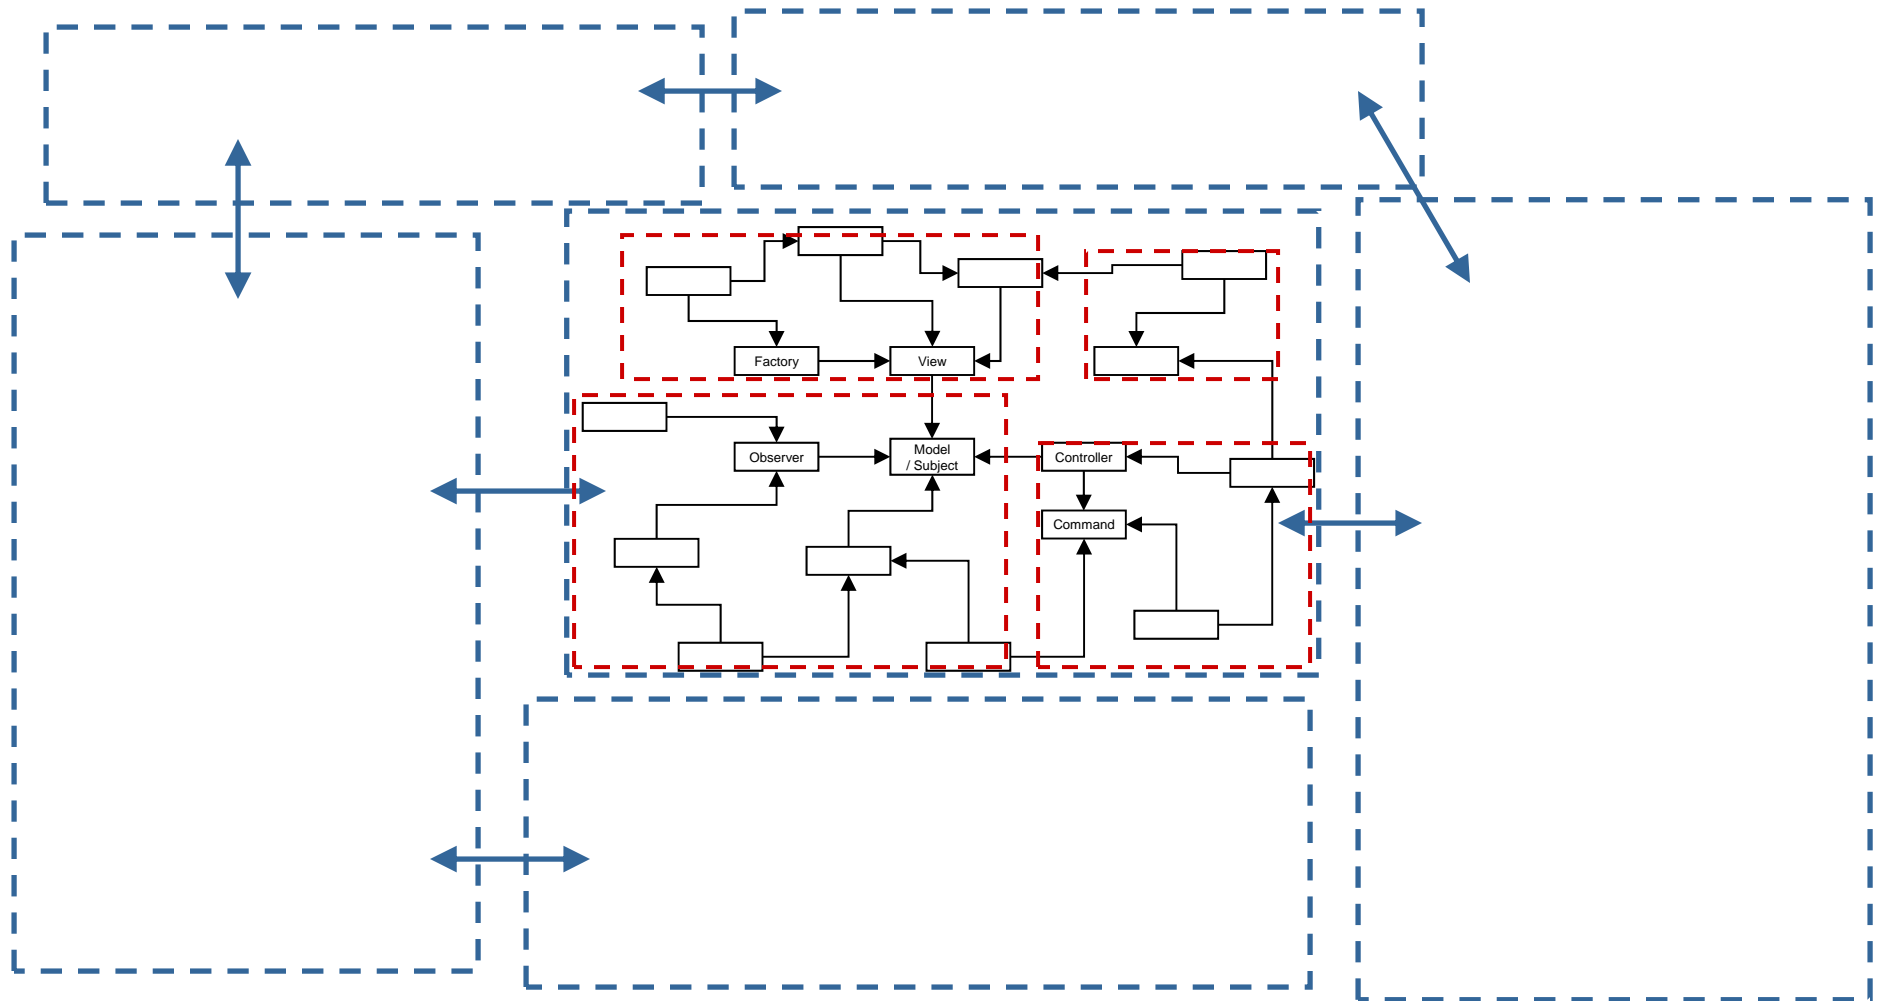 Factory
View
Observer
Model
/ Subject
Controller
Command